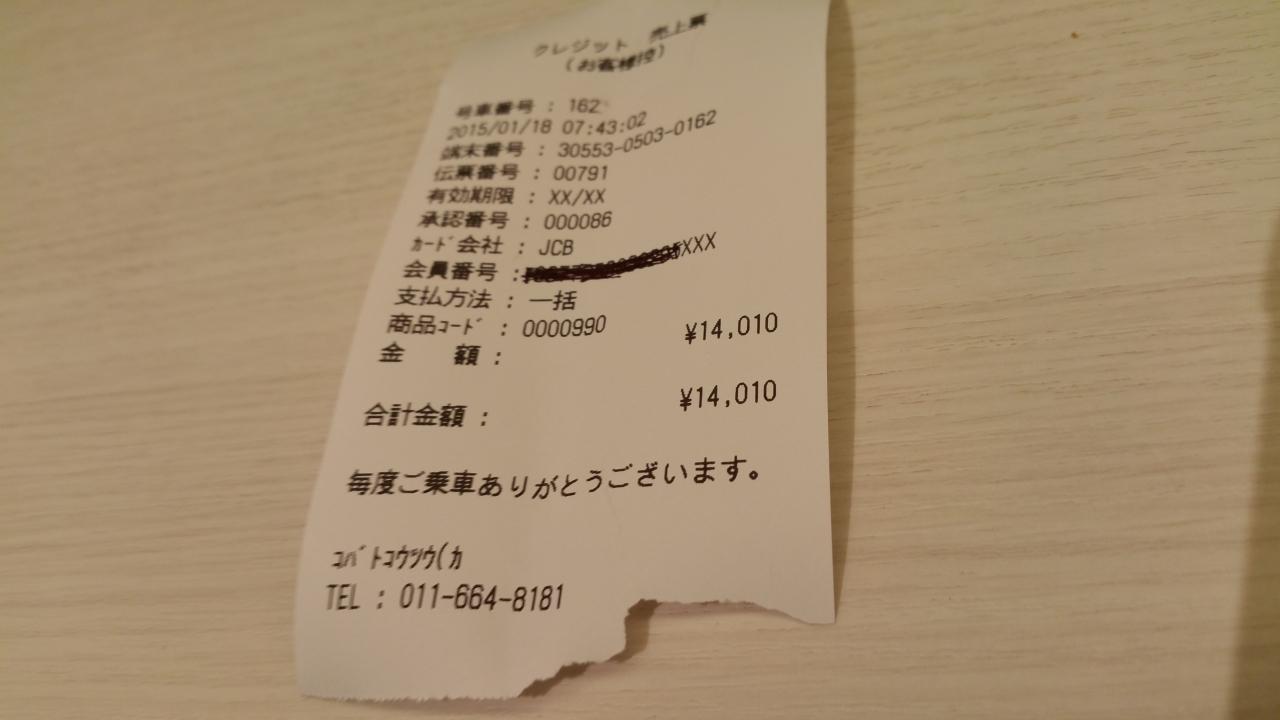 クレジット 売上票
(お客様控)
号車番号 : 162
2015/01/18 07:43:02
端末番号 : 30553-0503-0162
伝票番号 : 00791
有効期限 : XX/XX
承認番号 : 000086
ｶｰﾄﾞ会社 : JCB
会員番号 : XXX
支払方法 : 一括
商品ｺｰﾄﾞ : 0000990
金 額 : ¥14,010
合計金額 : ¥14,010
毎度ご乗車ありがとうございます。
ｺﾊﾞﾄｺｳﾂｳ(ｶ
TEL : 011-664-8181